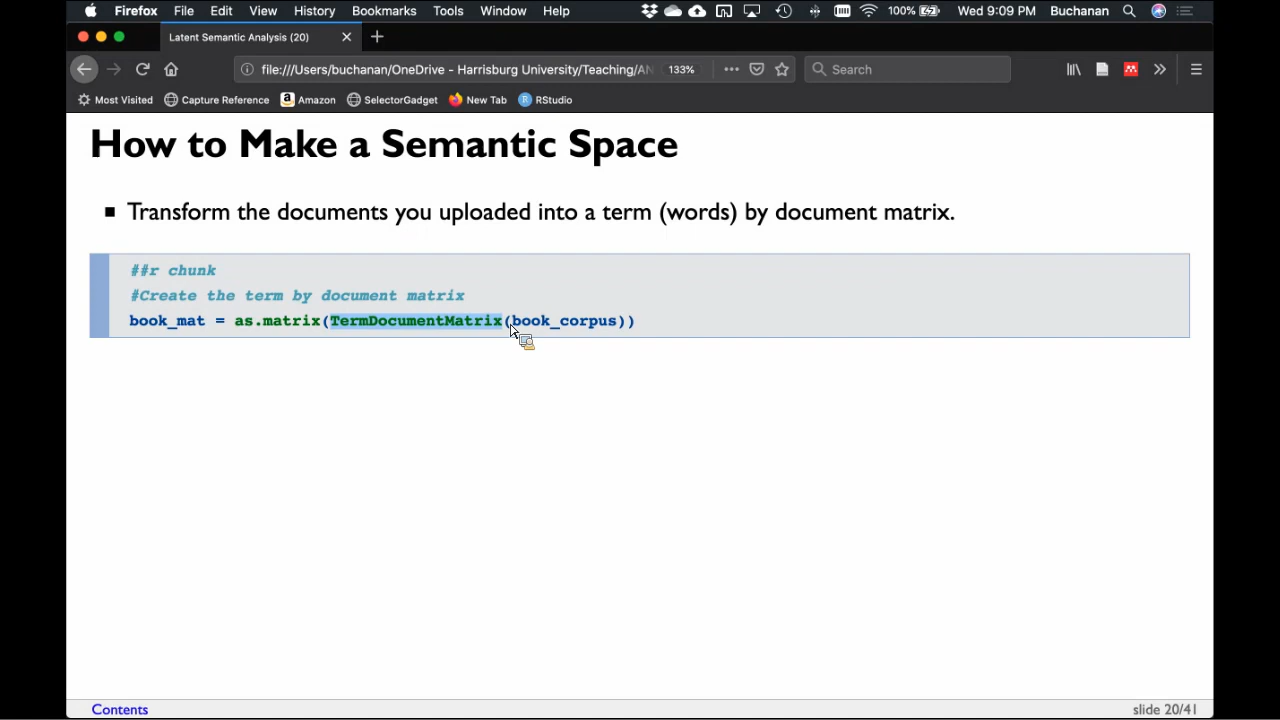 Firefox File Edit View History Bookmarks Tools Window Help 100% Wed 9:09 PM Buchanan
Latent Semantic Analysis (20)
file:///Users/buchanan/OneDrive - Harrisburg University/Teaching/AN 133% Search
Most Visited Capture Reference Amazon SelectorGadget New Tab RStudio
How to Make a Semantic Space
Transform the documents you uploaded into a term (words) by document matrix.
##r chunk
#Create the term by document matrix
book_mat = as.matrix(TermDocumentMatrix(book_corpus))
Contents slide 20/41